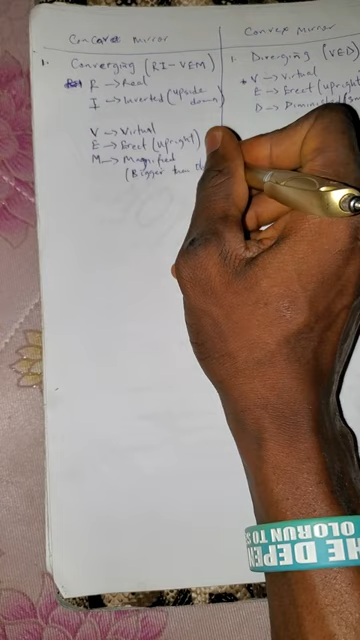 Concave Mirror
1. Converging (RI-VEM)
R → Real
I → Inverted (upside down)
V → Virtual
E → Erect (upright)
M → Magnified
(Bigger than
Convex Mirror
1. Diverging (VED)
* V → Virtual
E → Erect (upright
D → Diminished
THE DEPEN
OLORUN TO S